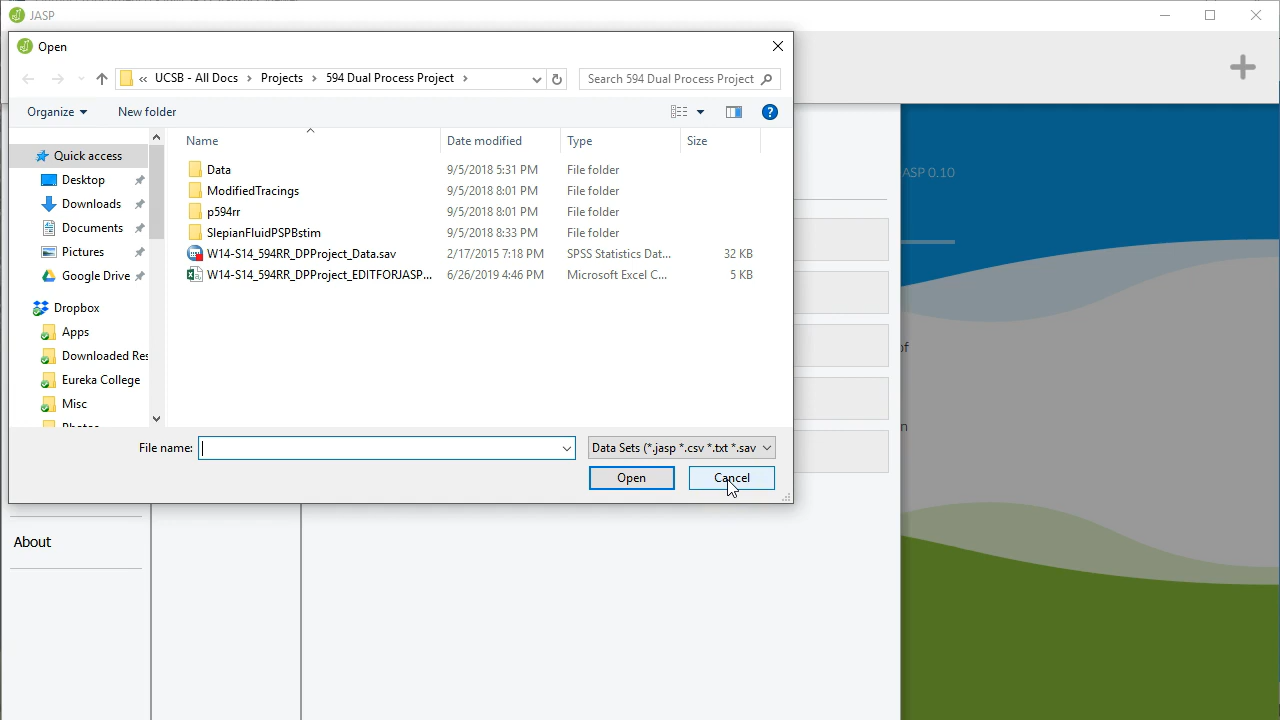 JASP
Open
« UCSB - All Docs > Projects > 594 Dual Process Project >
Search 594 Dual Process Project
Organize
New folder
Name Date modified Type Size
Quick access
Desktop
Downloads
Documents
Pictures
Google Drive
Dropbox
Apps
Downloaded Res
Eureka College
Misc
Data 9/5/2018 5:31 PM File folder
ModifiedTracings 9/5/2018 8:01 PM File folder
p594rr 9/5/2018 8:01 PM File folder
SlepianFluidPSPBstim 9/5/2018 8:33 PM File folder
W14-S14_594RR_DPProject_Data.sav 2/17/2015 7:18 PM SPSS Statistics Dat... 32 KB
W14-S14_594RR_DPProject_EDITFORJASP... 6/26/2019 4:46 PM Microsoft Excel C... 5 KB
File name:
Data Sets (*.jasp *.csv *.txt *.sav
Open
Cancel
About
ASP 0.10
of
n